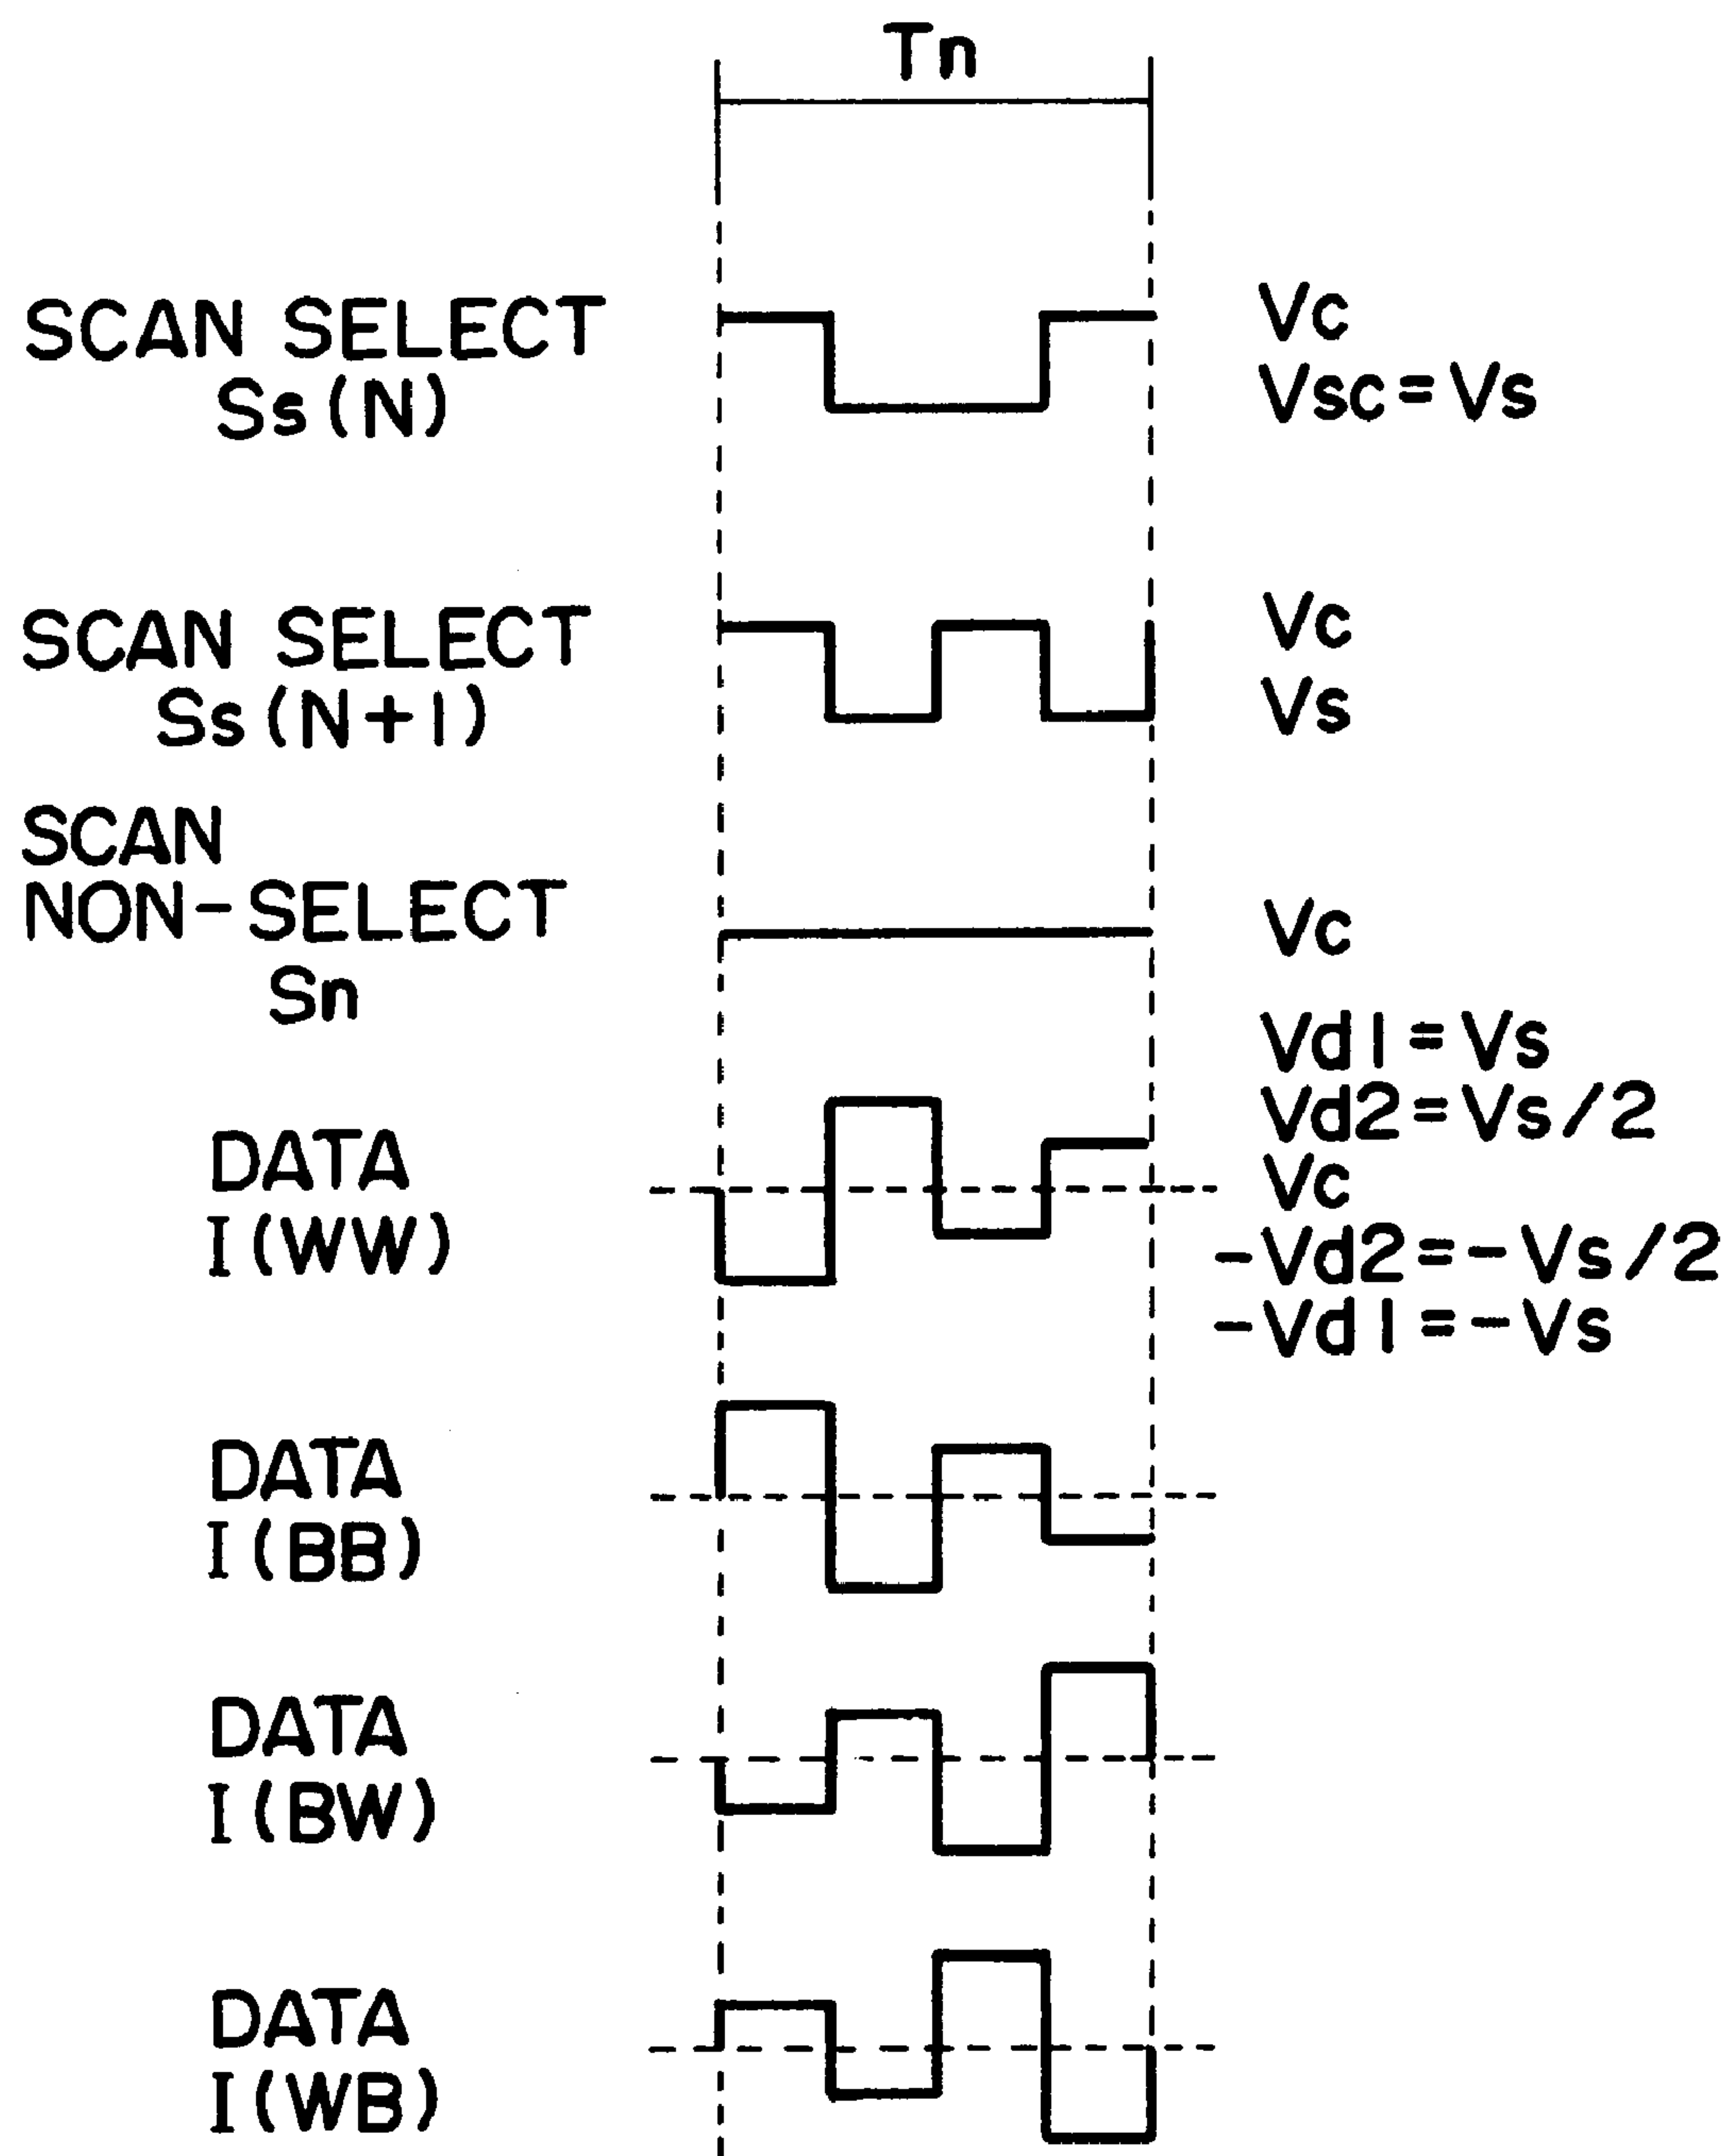 Tn
SCAN SELECT
Ss(N)
Vc
Vsc=Vs
SCAN SELECT
Ss(N+1)
Vc
Vs
SCAN
NON-SELECT
Sn
Vc
Vd1=Vs
Vd2=Vs/2
Vc
-Vd2=-Vs/2
-Vd1=-Vs
DATA
I(WW)
DATA
I(BB)
DATA
I(BW)
DATA
I(WB)